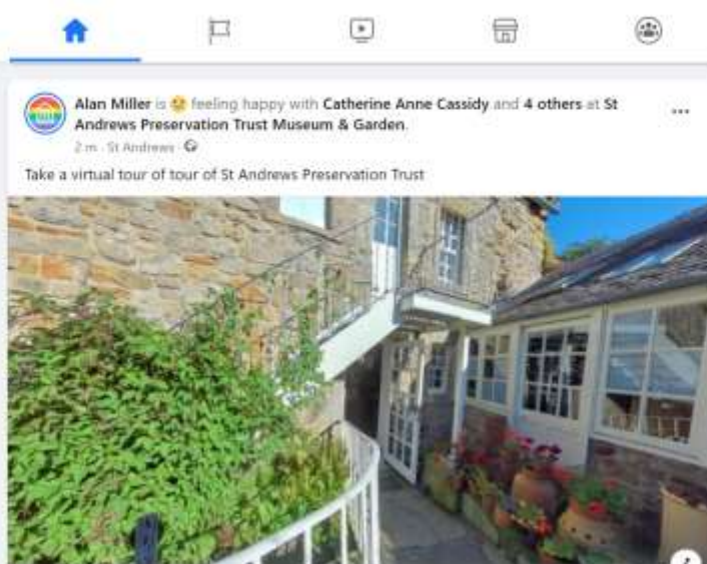 Alan Miller is 😊 feeling happy with Catherine Anne Cassidy and 4 others at St
Andrews Preservation Trust Museum & Garden.
2 m · St Andrews ·
Take a virtual tour of tour of St Andrews Preservation Trust